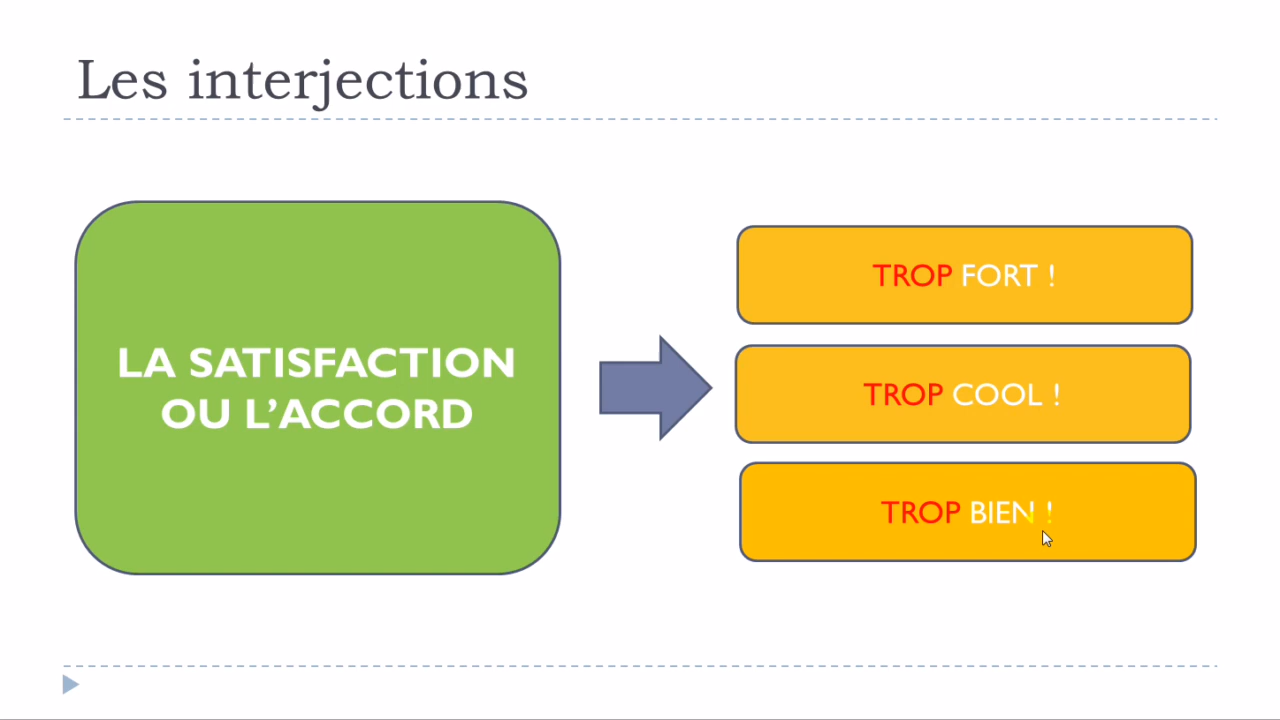 Les interjections
LA SATISFACTION
OU L’ACCORD
TROP FORT !
TROP COOL !
TROP BIEN !